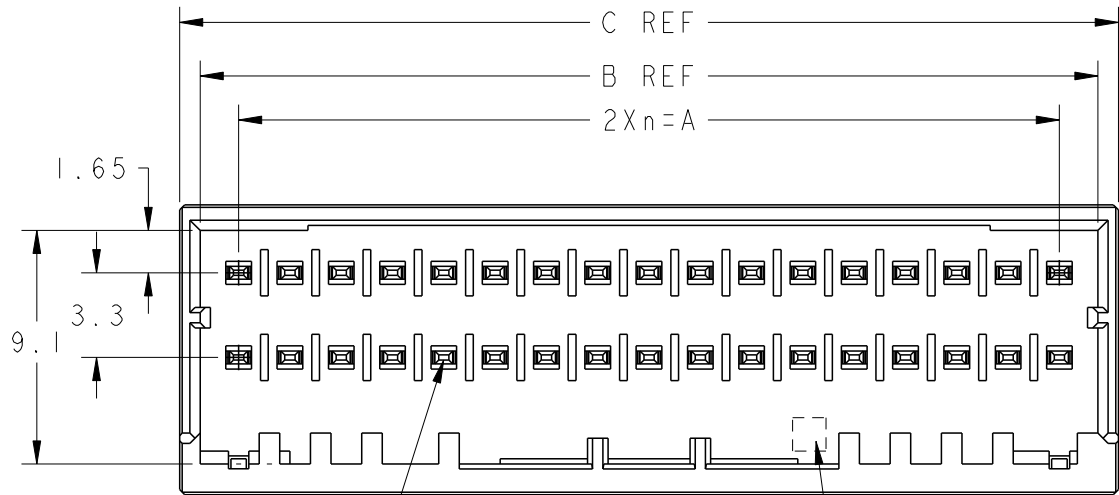 C REF
B REF
2Xn=A
1.65
3.3
9.1